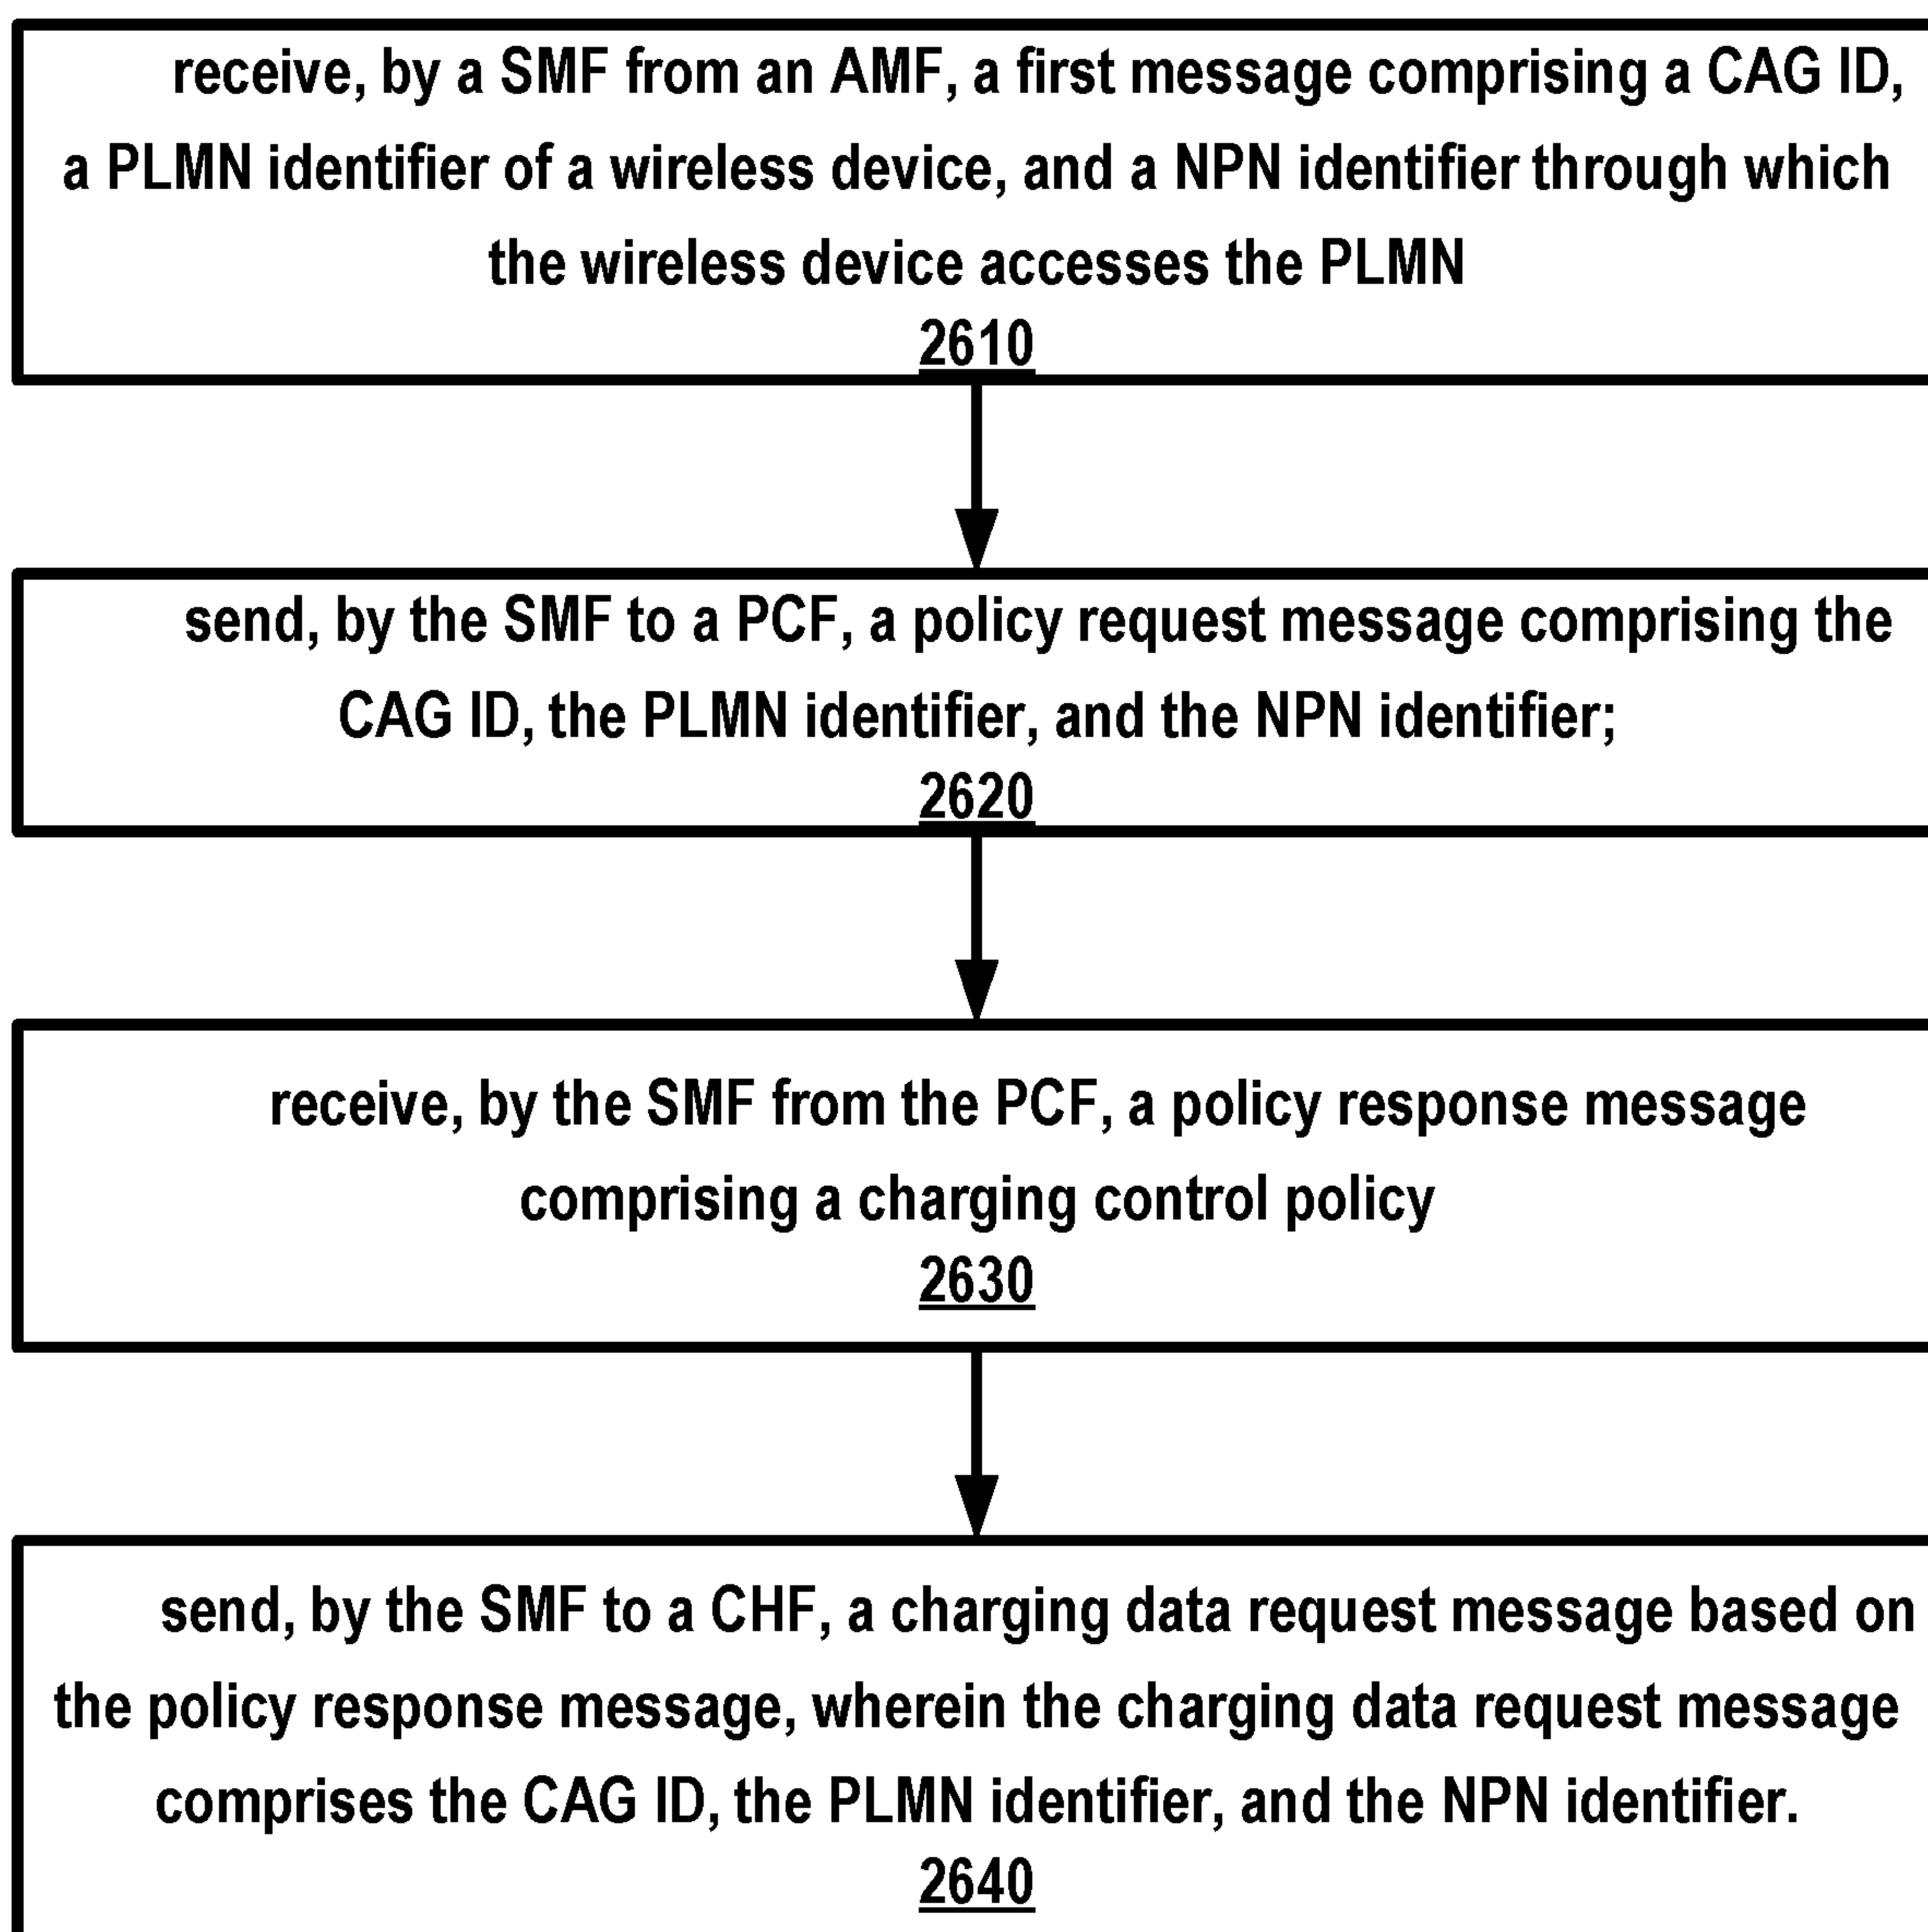 receive, by a SMF from an AMF, a first message comprising a CAG ID,
a PLMN identifier of a wireless device, and a NPN identifier through which
the wireless device accesses the PLMN
2610
send, by the SMF to a PCF, a policy request message comprising the
CAG ID, the PLMN identifier, and the NPN identifier;
2620
receive, by the SMF from the PCF, a policy response message
comprising a charging control policy
2630
send, by the SMF to a CHF, a charging data request message based on
the policy response message, wherein the charging data request message
comprises the CAG ID, the PLMN identifier, and the NPN identifier.
2640